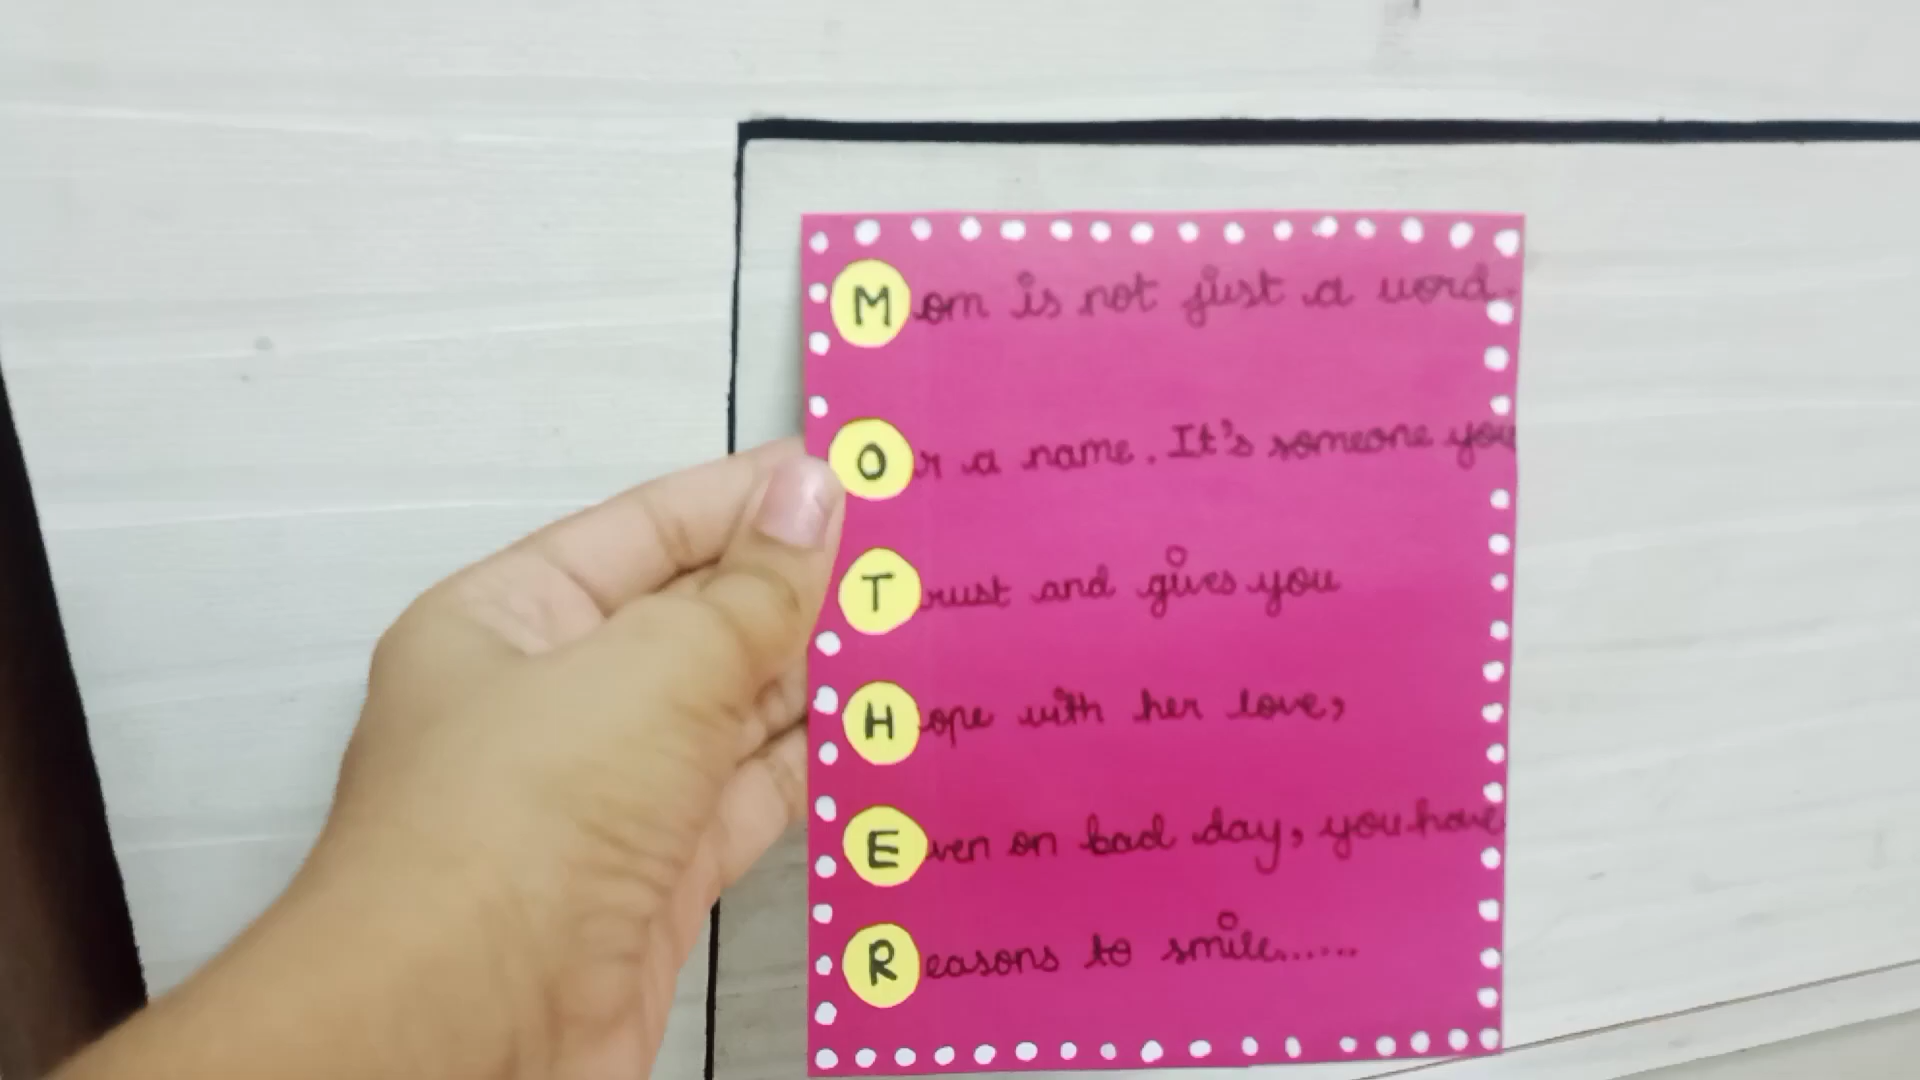 Mom is not just a word.
Or a name. It's someone you
Trust and gives you
Hope with her love,
Even on bad day, you have
Reasons to smile......